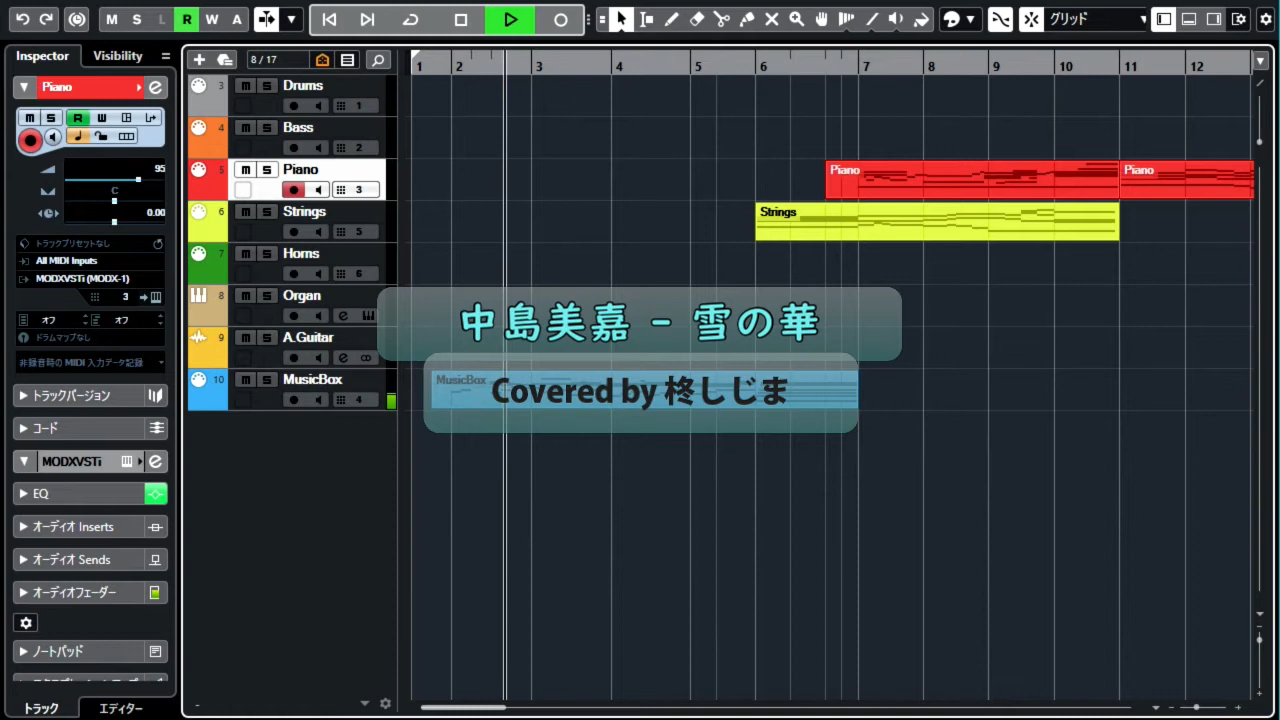 M S L R W A
グリッド
Inspector Visibility
8 / 17
1 2 3 4 5 6 7 8 9 10 11 12
Piano
m S R W
95
C
0.00
トラックプリセットなし
All MIDI Inputs
MODXVSTi (MODX-1)
3
オフ オフ
ドラムマップなし
非録音時の MIDI 入力データ記録
トラックバージョン
コード
MODXVSTi
EQ
オーディオ Inserts
オーディオ Sends
オーディオフェーダー
ノートパッド
トラック エディター
3 m S Drums
1
4 m S Bass
2
5 m S Piano
3
6 m S Strings
5
7 m S Horns
6
8 m S Organ
e
9 m S A.Guitar
e
10 m S MusicBox
4
Piano Piano
Strings
MusicBox
中島美嘉 - 雪の華
Covered by 柊しじま